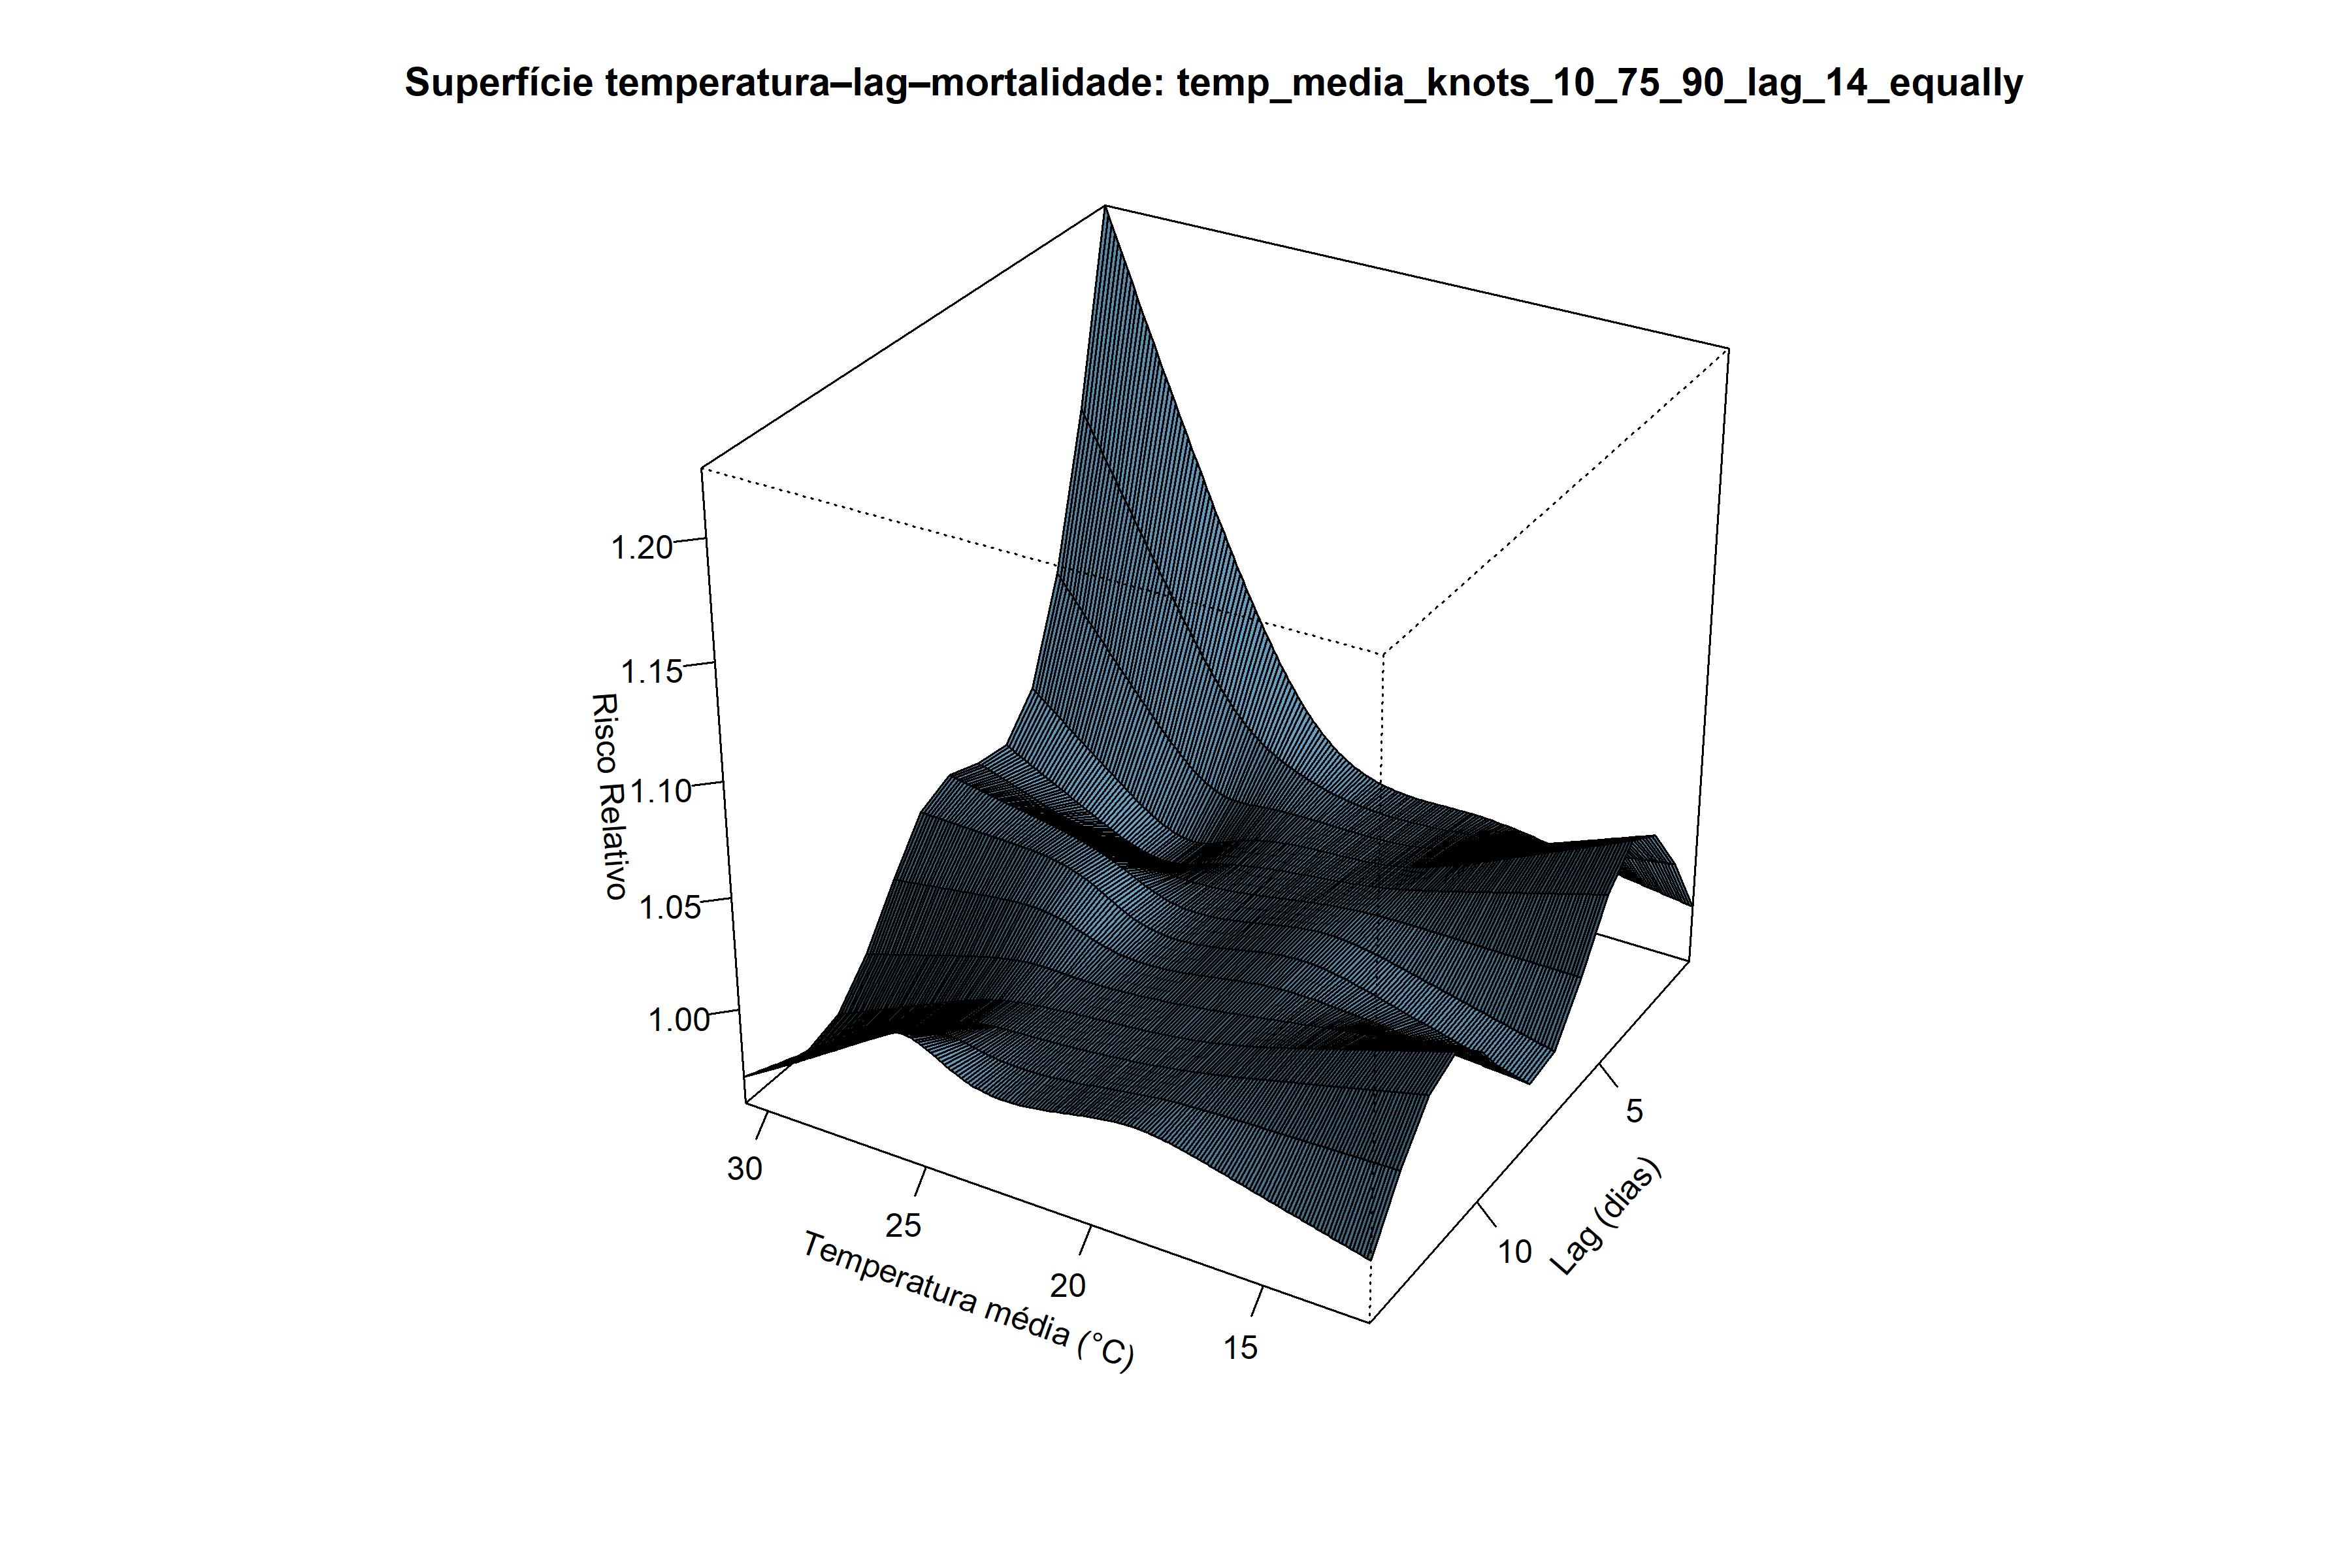 Superfície temperatura–lag–mortalidade: temp_media_knots_10_75_90_lag_14_equally
1.20
1.15
1.10
1.05
1.00
Risco Relativo
30
25
20
15
Temperatura média (°C)
5
10
Lag (dias)